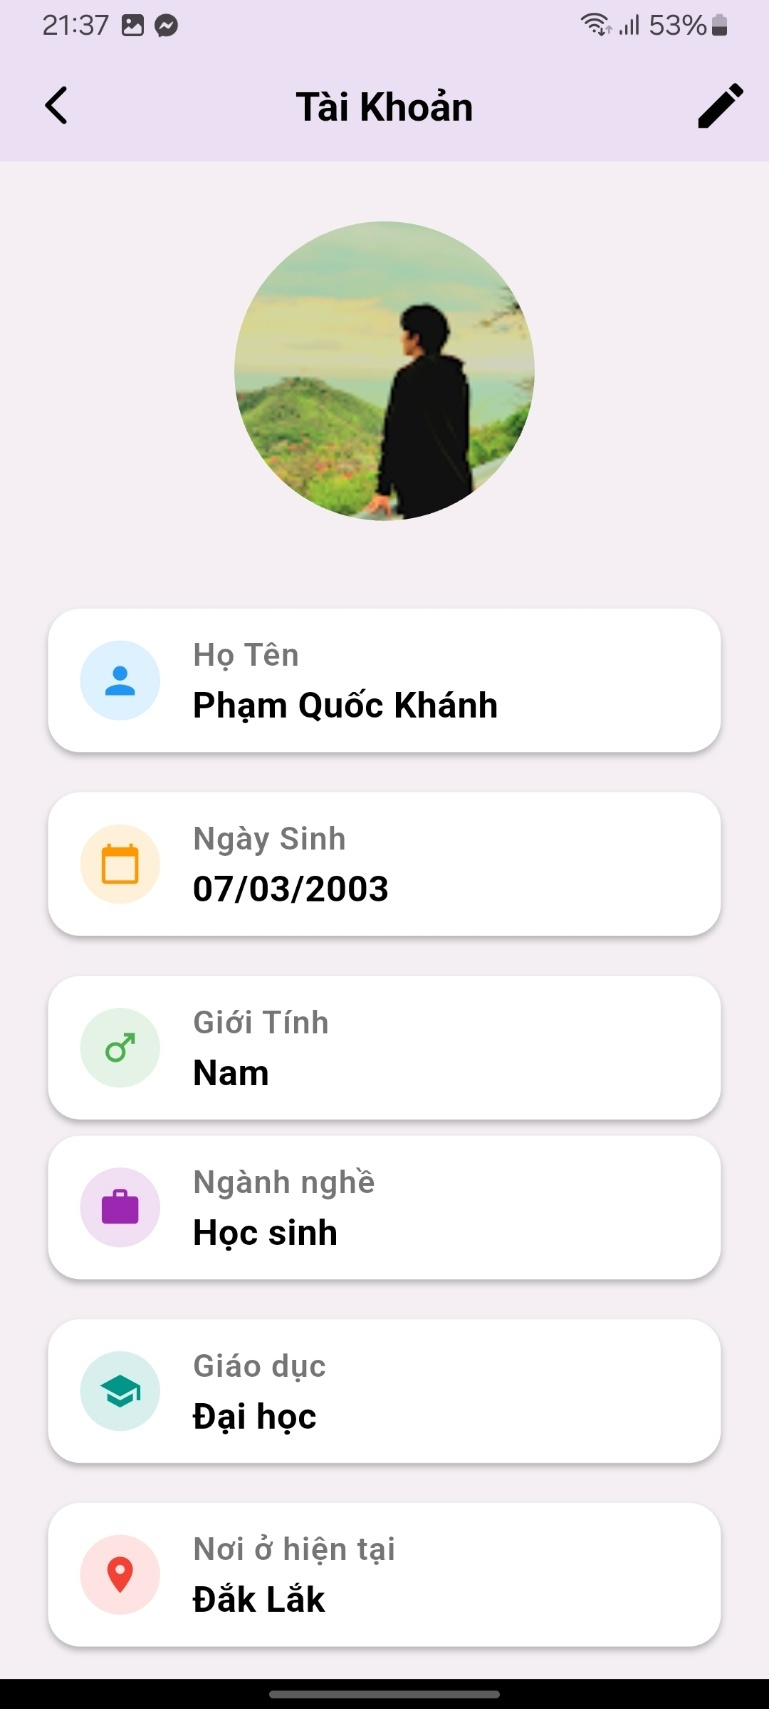 21:37 53%
Tài Khoản
Họ Tên
Phạm Quốc Khánh
Ngày Sinh
07/03/2003
Giới Tính
Nam
Ngành nghề
Học sinh
Giáo dục
Đại học
Nơi ở hiện tại
Đắk Lắk